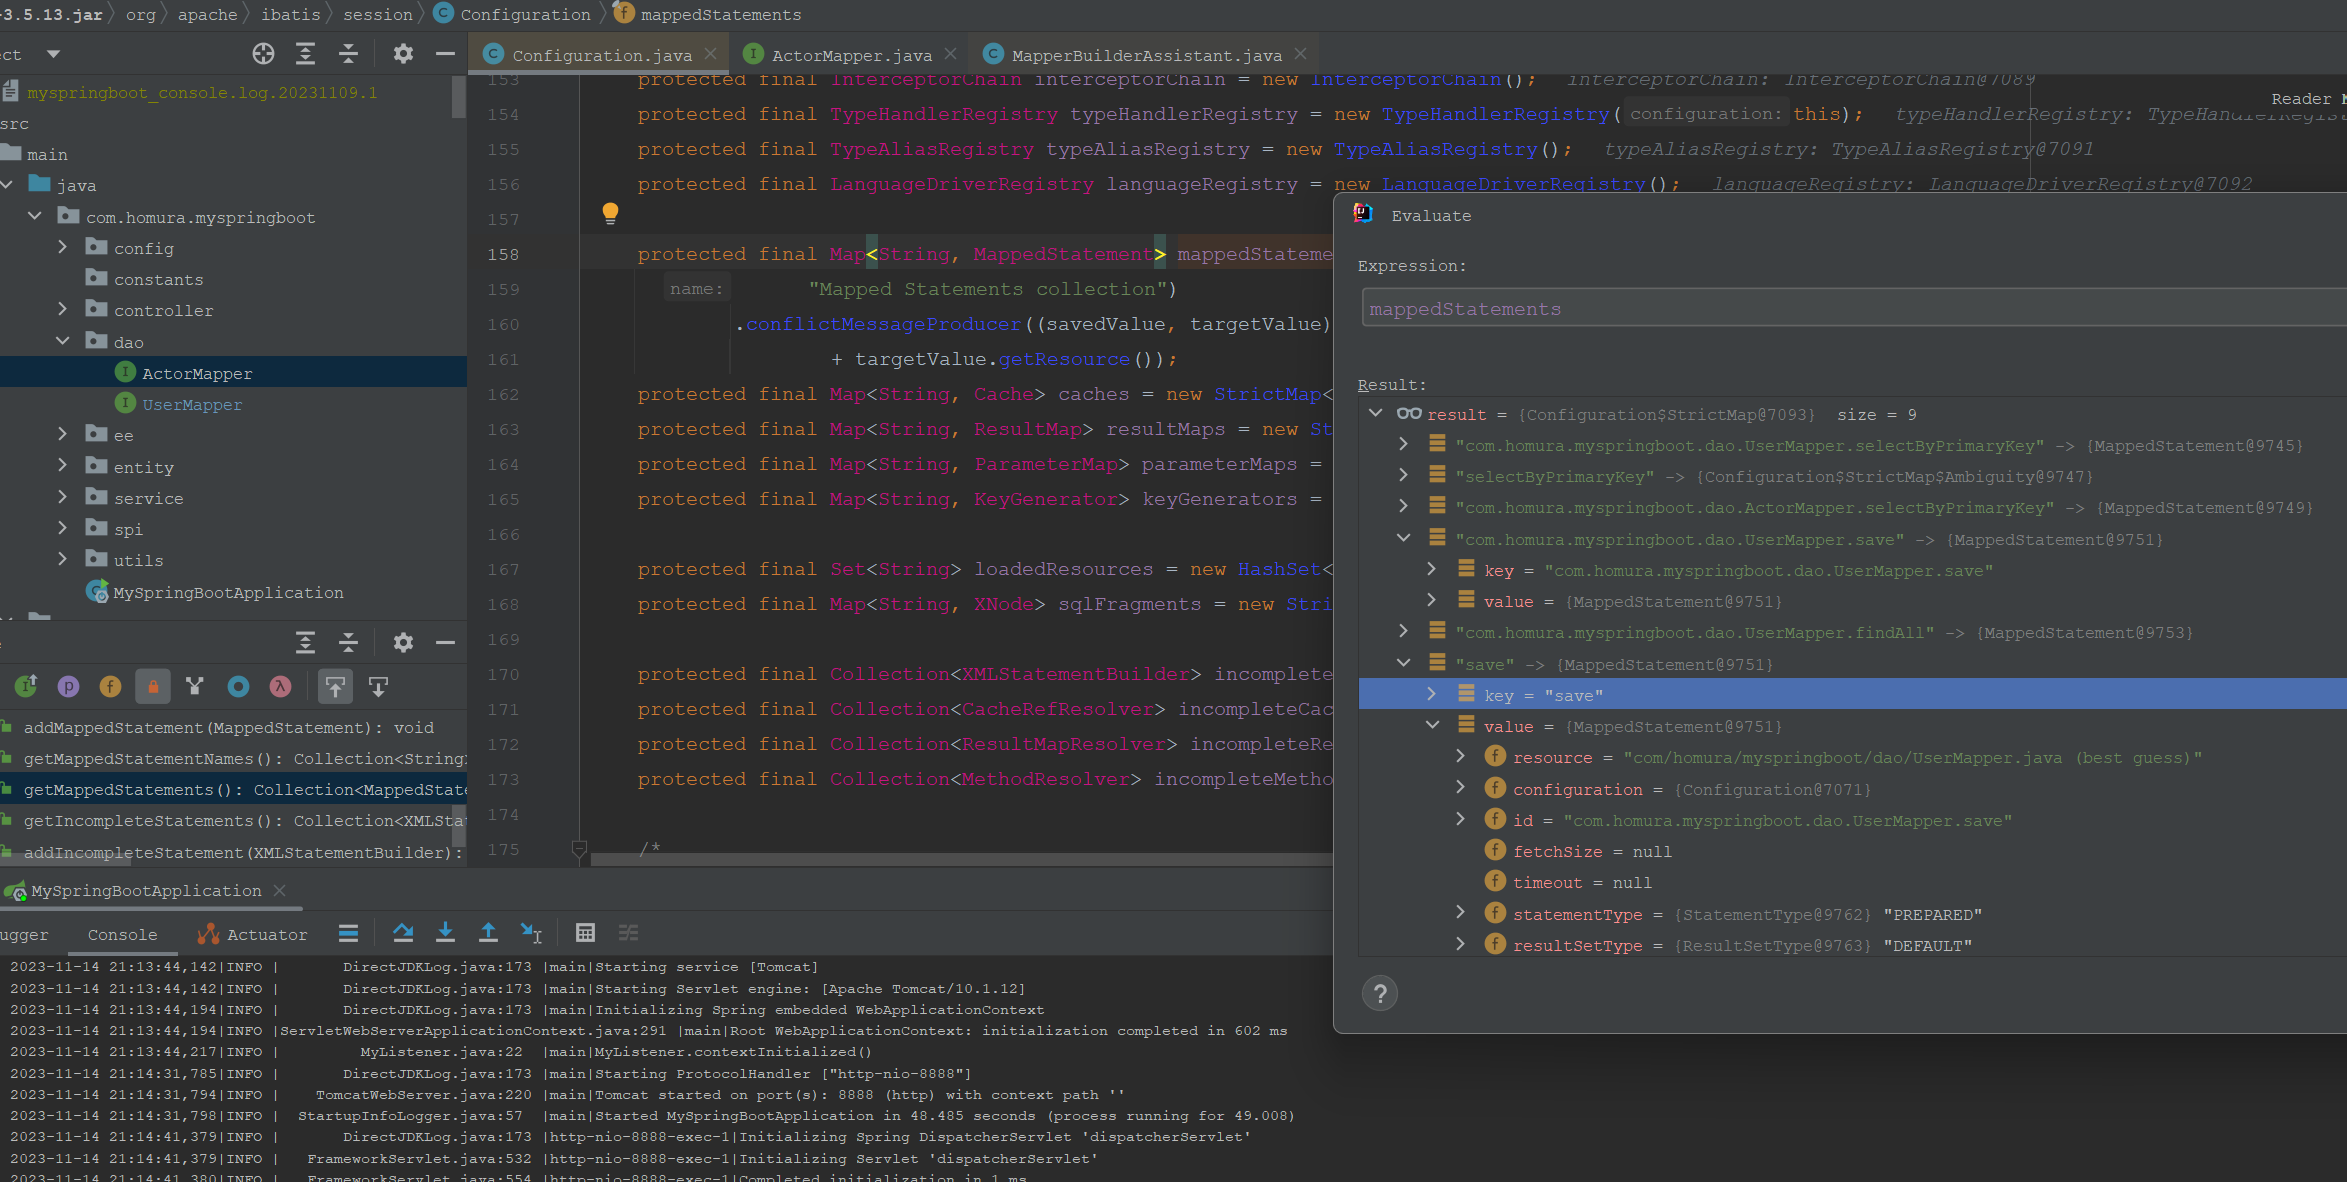 -3.5.13.jar org apache ibatis session Configuration mappedStatements
ect
myspringboot_console.log.20231109.1
src
main
java
com.homura.myspringboot
config
constants
controller
dao
ActorMapper
UserMapper
ee
entity
service
spi
utils
MySpringBootApplication
addMappedStatement(MappedStatement): void
getMappedStatementNames(): Collection<String
getMappedStatements(): Collection<MappedState
getIncompleteStatements(): Collection<XMLSta
addIncompleteStatement(XMLStatementBuilder):
Configuration.java ActorMapper.java MapperBuilderAssistant.java
Reader M
153 protected final InterceptorChain interceptorChain = new InterceptorChain(); interceptorChain: InterceptorChain@7089
154 protected final TypeHandlerRegistry typeHandlerRegistry = new TypeHandlerRegistry( configuration: this); typeHandlerRegistry: TypeHandlerRegist
155 protected final TypeAliasRegistry typeAliasRegistry = new TypeAliasRegistry(); typeAliasRegistry: TypeAliasRegistry@7091
156 protected final LanguageDriverRegistry languageRegistry = new LanguageDriverRegistry(); languageRegistry: LanguageDriverRegistry@7092
157
158 protected final Map<String, MappedStatement> mappedStateme
159 name: "Mapped Statements collection")
160 .conflictMessageProducer((savedValue, targetValue)
161 + targetValue.getResource());
162 protected final Map<String, Cache> caches = new StrictMap<
163 protected final Map<String, ResultMap> resultMaps = new St
164 protected final Map<String, ParameterMap> parameterMaps =
165 protected final Map<String, KeyGenerator> keyGenerators =
166
167 protected final Set<String> loadedResources = new HashSet<
168 protected final Map<String, XNode> sqlFragments = new Stri
169
170 protected final Collection<XMLStatementBuilder> incomplete
171 protected final Collection<CacheRefResolver> incompleteCac
172 protected final Collection<ResultMapResolver> incompleteRe
173 protected final Collection<MethodResolver> incompleteMetho
174
175 /*
Evaluate
Expression:
mappedStatements
Result:
result = {Configuration$StrictMap@7093} size = 9
"com.homura.myspringboot.dao.UserMapper.selectByPrimaryKey" -> {MappedStatement@9745}
"selectByPrimaryKey" -> {Configuration$StrictMap$Ambiguity@9747}
"com.homura.myspringboot.dao.ActorMapper.selectByPrimaryKey" -> {MappedStatement@9749}
"com.homura.myspringboot.dao.UserMapper.save" -> {MappedStatement@9751}
key = "com.homura.myspringboot.dao.UserMapper.save"
value = {MappedStatement@9751}
"com.homura.myspringboot.dao.UserMapper.findAll" -> {MappedStatement@9753}
"save" -> {MappedStatement@9751}
key = "save"
value = {MappedStatement@9751}
resource = "com/homura/myspringboot/dao/UserMapper.java (best guess)"
configuration = {Configuration@7071}
id = "com.homura.myspringboot.dao.UserMapper.save"
fetchSize = null
timeout = null
statementType = {StatementType@9762} "PREPARED"
resultSetType = {ResultSetType@9763} "DEFAULT"
?
MySpringBootApplication
ugger Console Actuator
2023-11-14 21:13:44,142|INFO | DirectJDKLog.java:173 |main|Starting service [Tomcat]
2023-11-14 21:13:44,142|INFO | DirectJDKLog.java:173 |main|Starting Servlet engine: [Apache Tomcat/10.1.12]
2023-11-14 21:13:44,194|INFO | DirectJDKLog.java:173 |main|Initializing Spring embedded WebApplicationContext
2023-11-14 21:13:44,194|INFO |ServletWebServerApplicationContext.java:291 |main|Root WebApplicationContext: initialization completed in 602 ms
2023-11-14 21:13:44,217|INFO | MyListener.java:22 |main|MyListener.contextInitialized()
2023-11-14 21:14:31,785|INFO | DirectJDKLog.java:173 |main|Starting ProtocolHandler ["http-nio-8888"]
2023-11-14 21:14:31,794|INFO | TomcatWebServer.java:220 |main|Tomcat started on port(s): 8888 (http) with context path ''
2023-11-14 21:14:31,798|INFO | StartupInfoLogger.java:57 |main|Started MySpringBootApplication in 48.485 seconds (process running for 49.008)
2023-11-14 21:14:41,379|INFO | DirectJDKLog.java:173 |http-nio-8888-exec-1|Initializing Spring DispatcherServlet 'dispatcherServlet'
2023-11-14 21:14:41,379|INFO | FrameworkServlet.java:532 |http-nio-8888-exec-1|Initializing Servlet 'dispatcherServlet'
2023-11-14 21:14:41,380|INFO | FrameworkServlet.java:554 |http-nio-8888-exec-1|Completed initialization in 1 ms